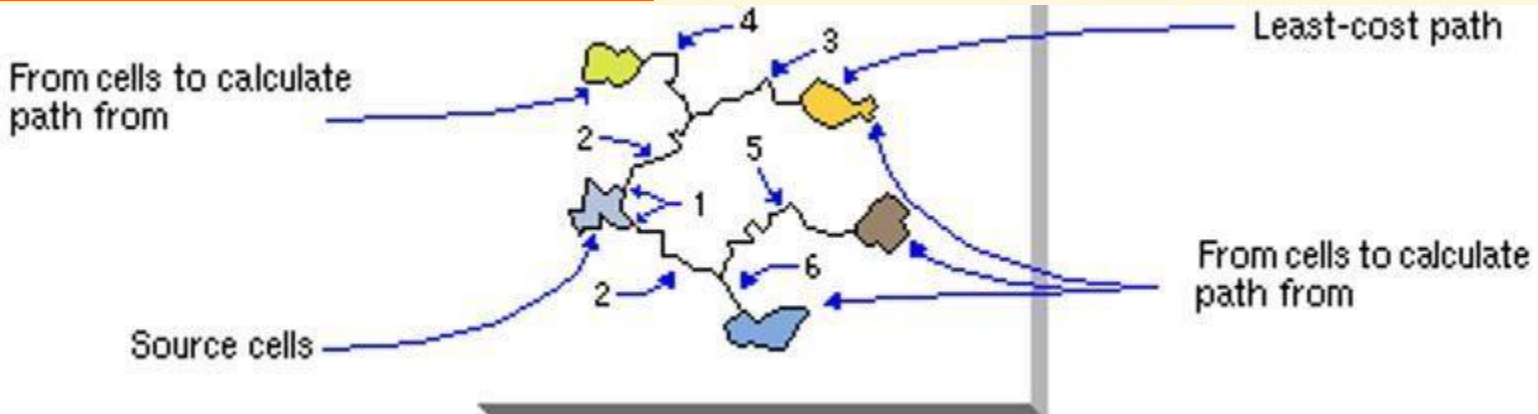 4
Least-cost path
3
From cells to calculate
path from
2
5
1
From cells to calculate
path from
6
2
Source cells